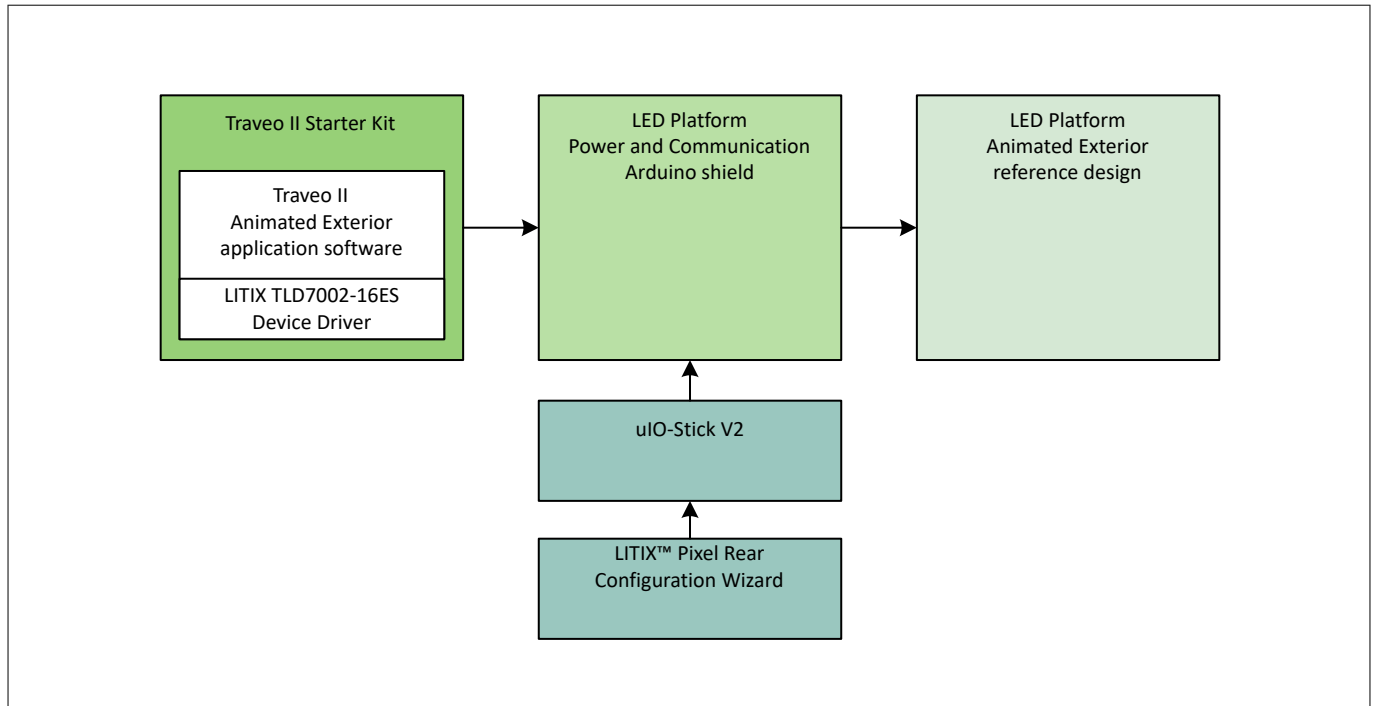 Traveo II Starter Kit
Traveo II
Animated Exterior
application software
LITIX TLD7002-16ES
Device Driver
LED Platform
Power and Communication
Arduino shield
LED Platform
Animated Exterior
reference design
uIO-Stick V2
LITIX™ Pixel Rear
Configuration Wizard